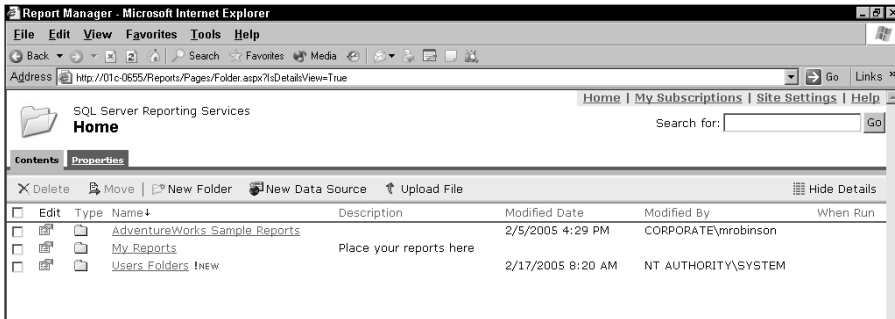 Report Manager - Microsoft Internet Explorer
File Edit View Favorites Tools Help
Back Search Favorites Media
Address http://01c-0655/Reports/Pages/Folder.aspx?IsDetailsView=True Go Links »
Home | My Subscriptions | Site Settings | Help
SQL Server Reporting Services
Home
Search for: Go
Contents Properties
Delete Move | New Folder New Data Source Upload File Hide Details
Edit Type Name↓ Description Modified Date Modified By When Run
AdventureWorks Sample Reports 2/5/2005 4:29 PM CORPORATE\mrobinson
My Reports Place your reports here
Users Folders !NEW 2/17/2005 8:20 AM NT AUTHORITY\SYSTEM